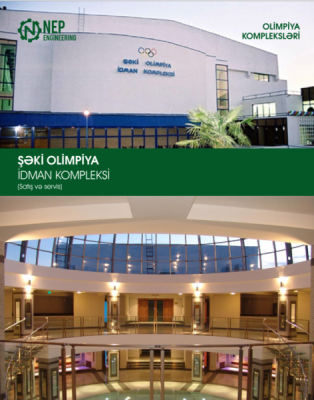 NEP
ENGINEERING
OLİMPİYA
KOMPLEKSLƏRİ
ŞƏKİ OLİMPİYA
İDMAN KOMPLEKSİ
ŞƏKİ OLİMPİYA
İDMAN KOMPLEKSİ
(Satış və servis)